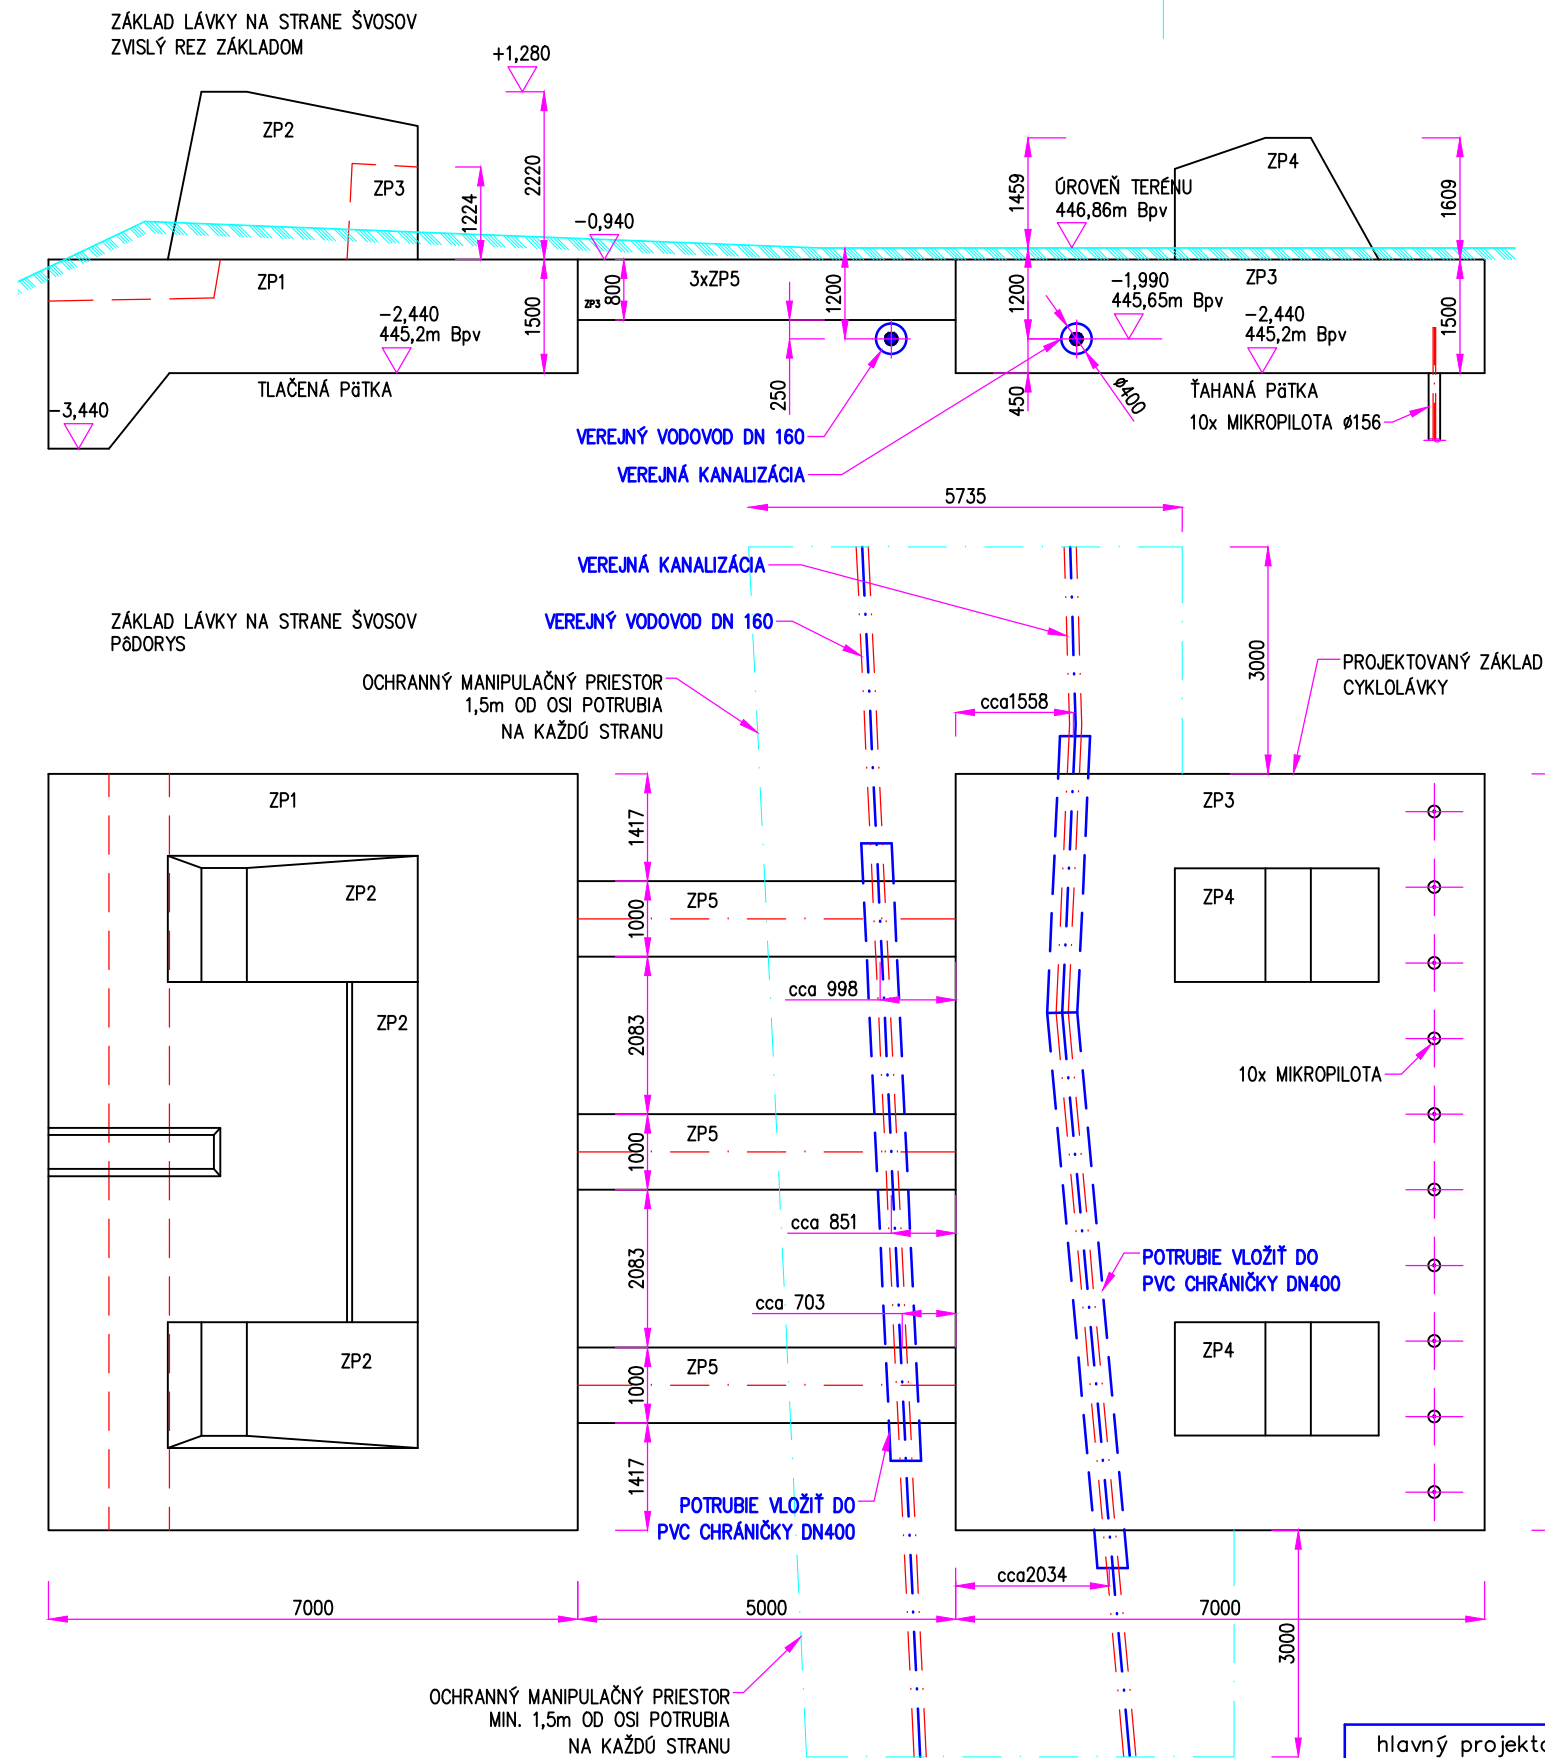 ZÁKLAD LÁVKY NA STRANE ŠVOSOV
ZVISLÝ REZ ZÁKLADOM
+1,280
ZP2
ZP3
1224
2220
-0,940
ZP1
-2,440
445,2m Bpv
1500
TLAČENÁ PäTKA
-3,440
3xZP5
ZP3
800
1200
250
1459
ÚROVEŇ TERÉNU
446,86m Bpv
ZP4
1609
1200
-1,990
445,65m Bpv
ZP3
-2,440
445,2m Bpv
1500
450
ø400
ŤAHANÁ PäTKA
10x MIKROPILOTA ø156
VEREJNÝ VODOVOD DN 160
VEREJNÁ KANALIZÁCIA
5735
VEREJNÁ KANALIZÁCIA
VEREJNÝ VODOVOD DN 160
ZÁKLAD LÁVKY NA STRANE ŠVOSOV
PôDORYS
OCHRANNÝ MANIPULAČNÝ PRIESTOR
1,5m OD OSI POTRUBIA
NA KAŽDÚ STRANU
3000
PROJEKTOVANÝ ZÁKLAD
CYKLOLÁVKY
cca1558
ZP1
1417
ZP3
ZP2
ZP5
ZP4
1000
cca 998
ZP2
2083
10x MIKROPILOTA
ZP5
1000
cca 851
2083
POTRUBIE VLOŽIŤ DO
PVC CHRÁNIČKY DN400
cca 703
ZP2
ZP5
ZP4
1000
1417
POTRUBIE VLOŽIŤ DO
PVC CHRÁNIČKY DN400
cca2034
7000
5000
7000
3000
OCHRANNÝ MANIPULAČNÝ PRIESTOR
MIN. 1,5m OD OSI POTRUBIA
NA KAŽDÚ STRANU
hlavný projekto